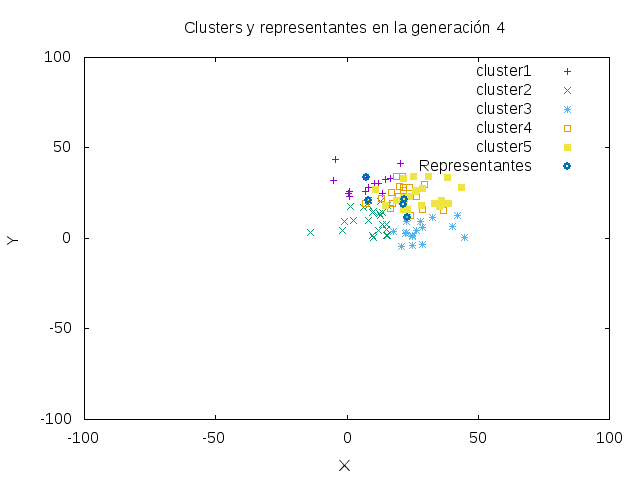 Clusters y representantes en la generación 4
100
cluster1
cluster2
cluster3
50
cluster4
cluster5
Representantes
Y
0
-50
-100
-100 -50 0 50 100
X